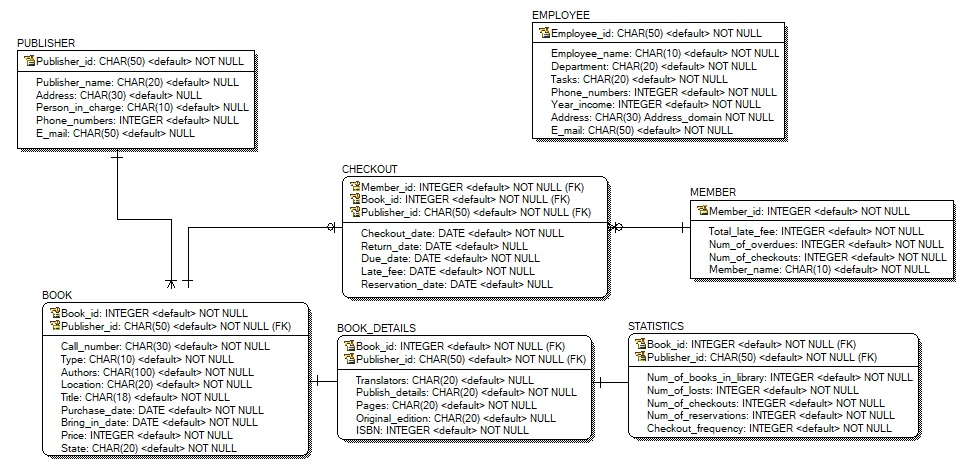 EMPLOYEE
Employee_id: CHAR(50) <default> NOT NULL
Employee_name: CHAR(10) <default> NOT NULL
Department: CHAR(20) <default> NOT NULL
Tasks: CHAR(20) <default> NOT NULL
Phone_numbers: INTEGER <default> NOT NULL
Year_income: INTEGER <default> NOT NULL
Address: CHAR(30) Address_domain NOT NULL
E_mail: CHAR(50) <default> NOT NULL
PUBLISHER
Publisher_id: CHAR(50) <default> NOT NULL
Publisher_name: CHAR(20) <default> NULL
Address: CHAR(30) <default> NULL
Person_in_charge: CHAR(10) <default> NULL
Phone_numbers: INTEGER <default> NULL
E_mail: CHAR(50) <default> NULL
CHECKOUT
Member_id: INTEGER <default> NOT NULL (FK)
Book_id: INTEGER <default> NOT NULL (FK)
Publisher_id: CHAR(50) <default> NOT NULL (FK)
Checkout_date: DATE <default> NOT NULL
Return_date: DATE <default> NULL
Due_date: DATE <default> NOT NULL
Late_fee: DATE <default> NOT NULL
Reservation_date: DATE <default> NULL
MEMBER
Member_id: INTEGER <default> NOT NULL
Total_late_fee: INTEGER <default> NOT NULL
Num_of_overdues: INTEGER <default> NOT NULL
Num_of_checkouts: INTEGER <default> NOT NULL
Member_name: CHAR(10) <default> NOT NULL
BOOK
Book_id: INTEGER <default> NOT NULL
Publisher_id: CHAR(50) <default> NOT NULL (FK)
Call_number: CHAR(30) <default> NOT NULL
Type: CHAR(10) <default> NOT NULL
Authors: CHAR(100) <default> NOT NULL
Location: CHAR(20) <default> NOT NULL
Title: CHAR(18) <default> NOT NULL
Purchase_date: DATE <default> NOT NULL
Bring_in_date: DATE <default> NOT NULL
Price: INTEGER <default> NOT NULL
State: CHAR(20) <default> NOT NULL
BOOK_DETAILS
Book_id: INTEGER <default> NOT NULL (FK)
Publisher_id: CHAR(50) <default> NOT NULL (FK)
Translators: CHAR(20) <default> NULL
Publish_details: CHAR(20) <default> NULL
Pages: CHAR(20) <default> NOT NULL
Original_edition: CHAR(20) <default> NULL
ISBN: INTEGER <default> NOT NULL
STATISTICS
Book_id: INTEGER <default> NOT NULL (FK)
Publisher_id: CHAR(50) <default> NOT NULL (FK)
Num_of_books_in_library: INTEGER <default> NOT NULL
Num_of_losts: INTEGER <default> NOT NULL
Num_of_checkouts: INTEGER <default> NOT NULL
Num_of_reservations: INTEGER <default> NOT NULL
Checkout_frequency: INTEGER <default> NOT NULL